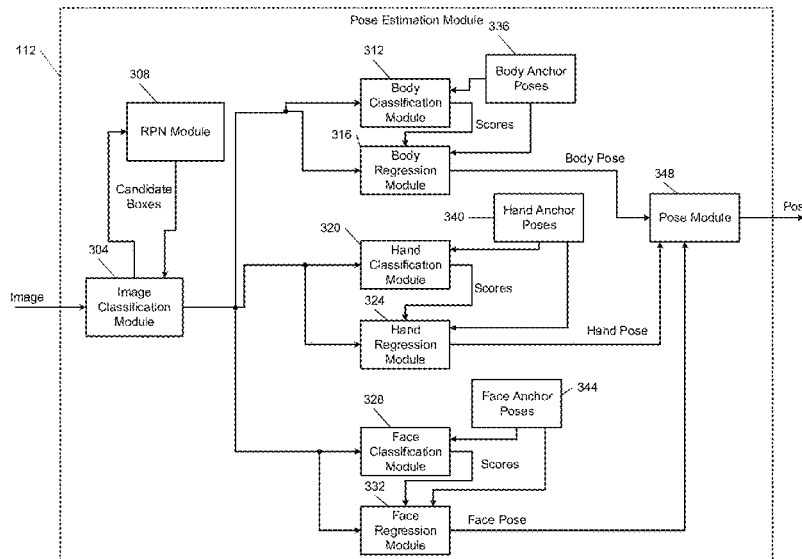 Pose Estimation Module
112
308
RPN Module
Candidate
Boxes
304
Image
Classification
Module
Image
312
Body
Classification
Module
336
Body Anchor
Poses
Scores
316
Body
Regression
Module
Body Pose
348
Pose Module
Pos
320
Hand
Classification
Module
340
Hand Anchor
Poses
Scores
324
Hand
Regression
Module
Hand Pose
328
Face
Classification
Module
Face Anchor
Poses
344
Scores
332
Face
Regression
Module
Face Pose